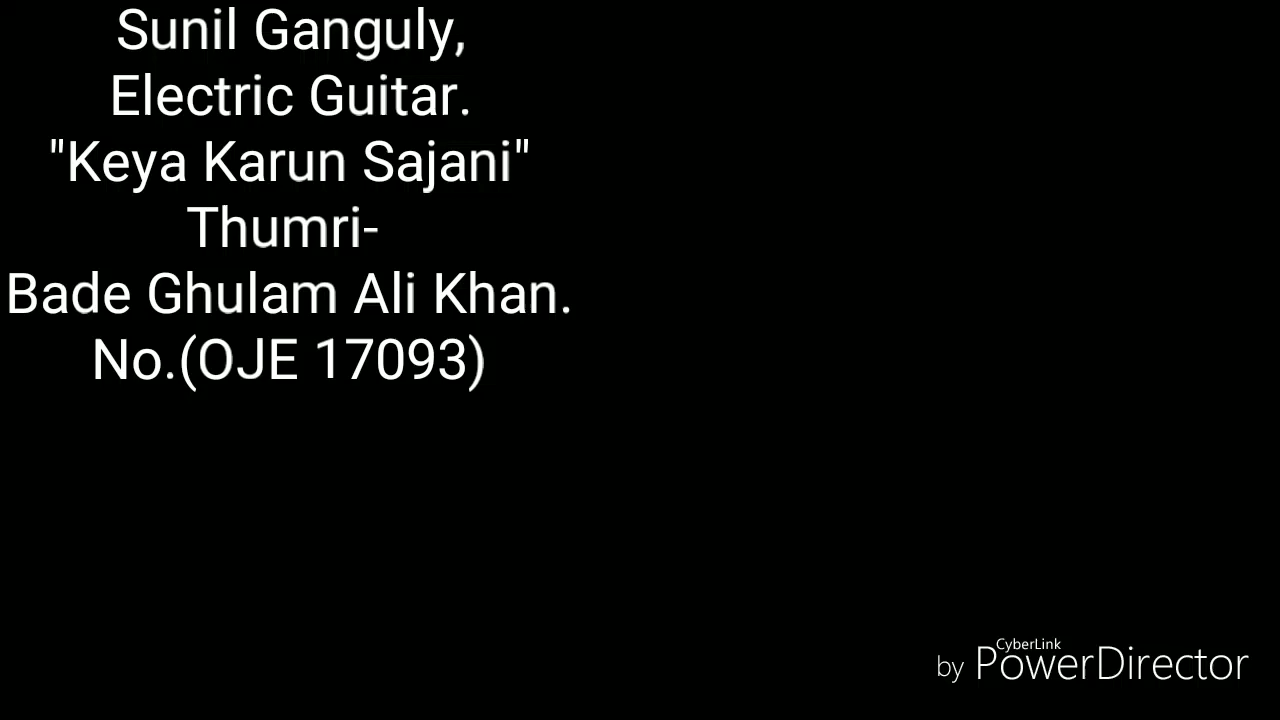 Sunil Ganguly,
Electric Guitar.
"Keya Karun Sajani"
Thumri-
Bade Ghulam Ali Khan.
No.(OJE 17093)
CyberLink
by PowerDirector